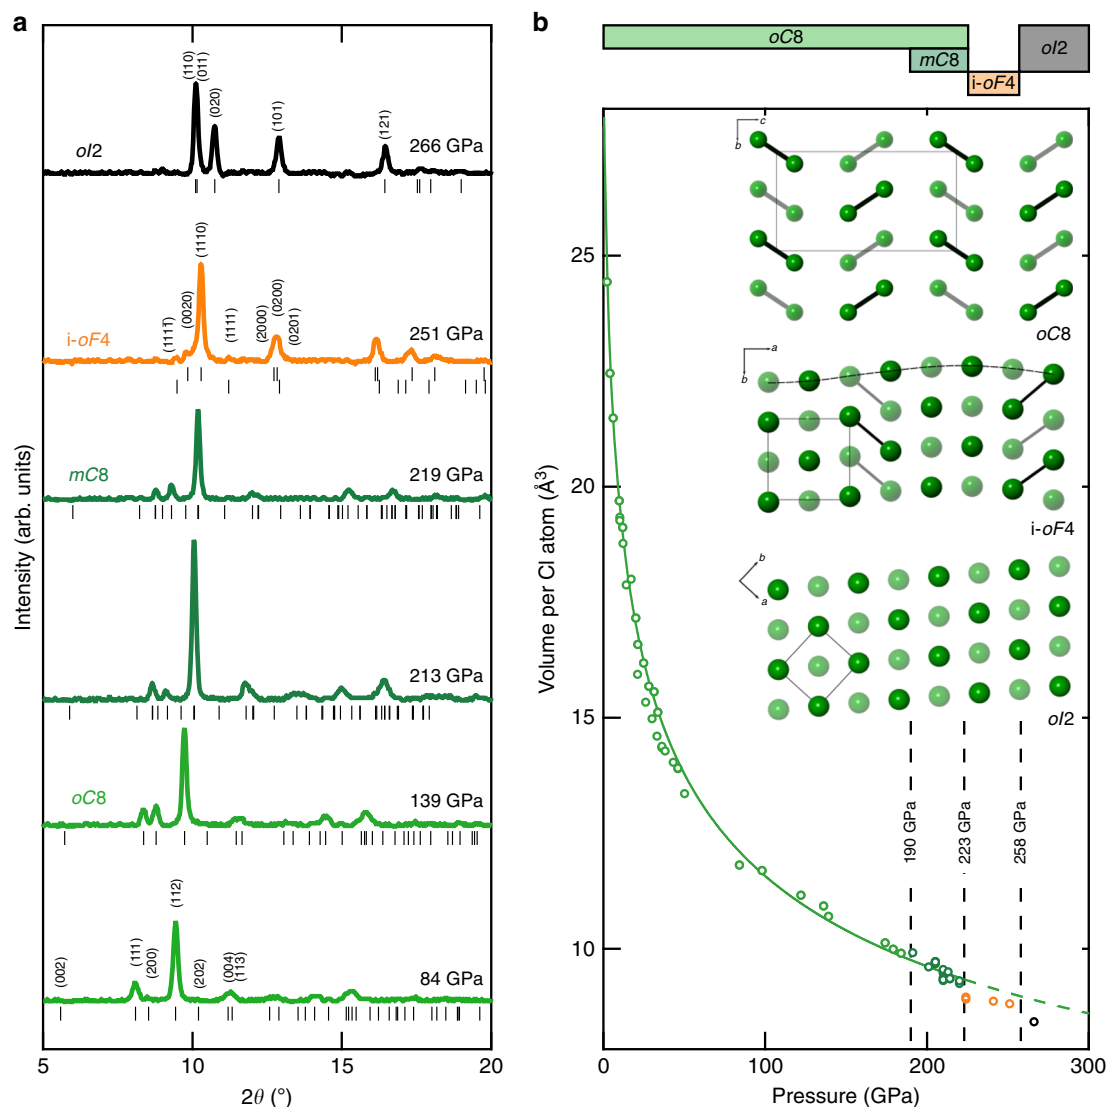 a
Intensity (arb. units)
(110)
(011)
(020)
(101)
(121)
oI2
266 GPa
(1110)
(111̄1)
(0020)
(1111)
(2000)
(0200)
(0201)
i-oF4
251 GPa
mC8
219 GPa
213 GPa
oC8
139 GPa
(112)
(002)
(111)
(200)
(202)
(004)
(113)
84 GPa
5
10
15
20
2θ (°)
b
oC8
mC8
i-oF4
oI2
Volume per Cl atom (Å³)
25
20
15
10
c
b
oC8
a
b
i-oF4
b
a
oI2
190 GPa
223 GPa
258 GPa
0
100
200
300
Pressure (GPa)